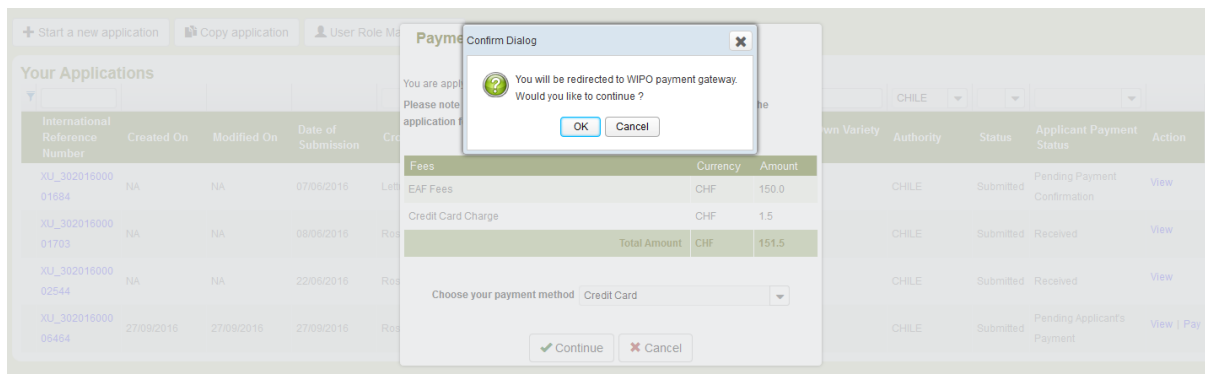 Start a new application
Copy application
User Role Ma
Payme
Confirm Dialog
You will be redirected to WIPO payment gateway.
Would you like to continue ?
OK
Cancel
Your Applications
You are appl
Please note
he
application f
CHILE
International Reference Number
Created On
Modified On
Date of Submission
Cro
wn Variety
Authority
Status
Applicant Payment Status
Action
XU_302016000 01684
NA
NA
07/06/2016
Lett
CHILE
Submitted
Pending Payment Confirmation
View
XU_302016000 01703
NA
NA
08/06/2016
Ros
CHILE
Submitted
Received
View
XU_302016000 02544
NA
NA
22/06/2016
Ros
CHILE
Submitted
Received
View
XU_302016000 06464
27/09/2016
27/09/2016
27/09/2016
Ros
CHILE
Submitted
Pending Applicant's Payment
View | Pay
Fees
Currency
Amount
EAF Fees
CHF
150.0
Credit Card Charge
CHF
1.5
Total Amount
CHF
151.5
Choose your payment method
Credit Card
Continue
Cancel